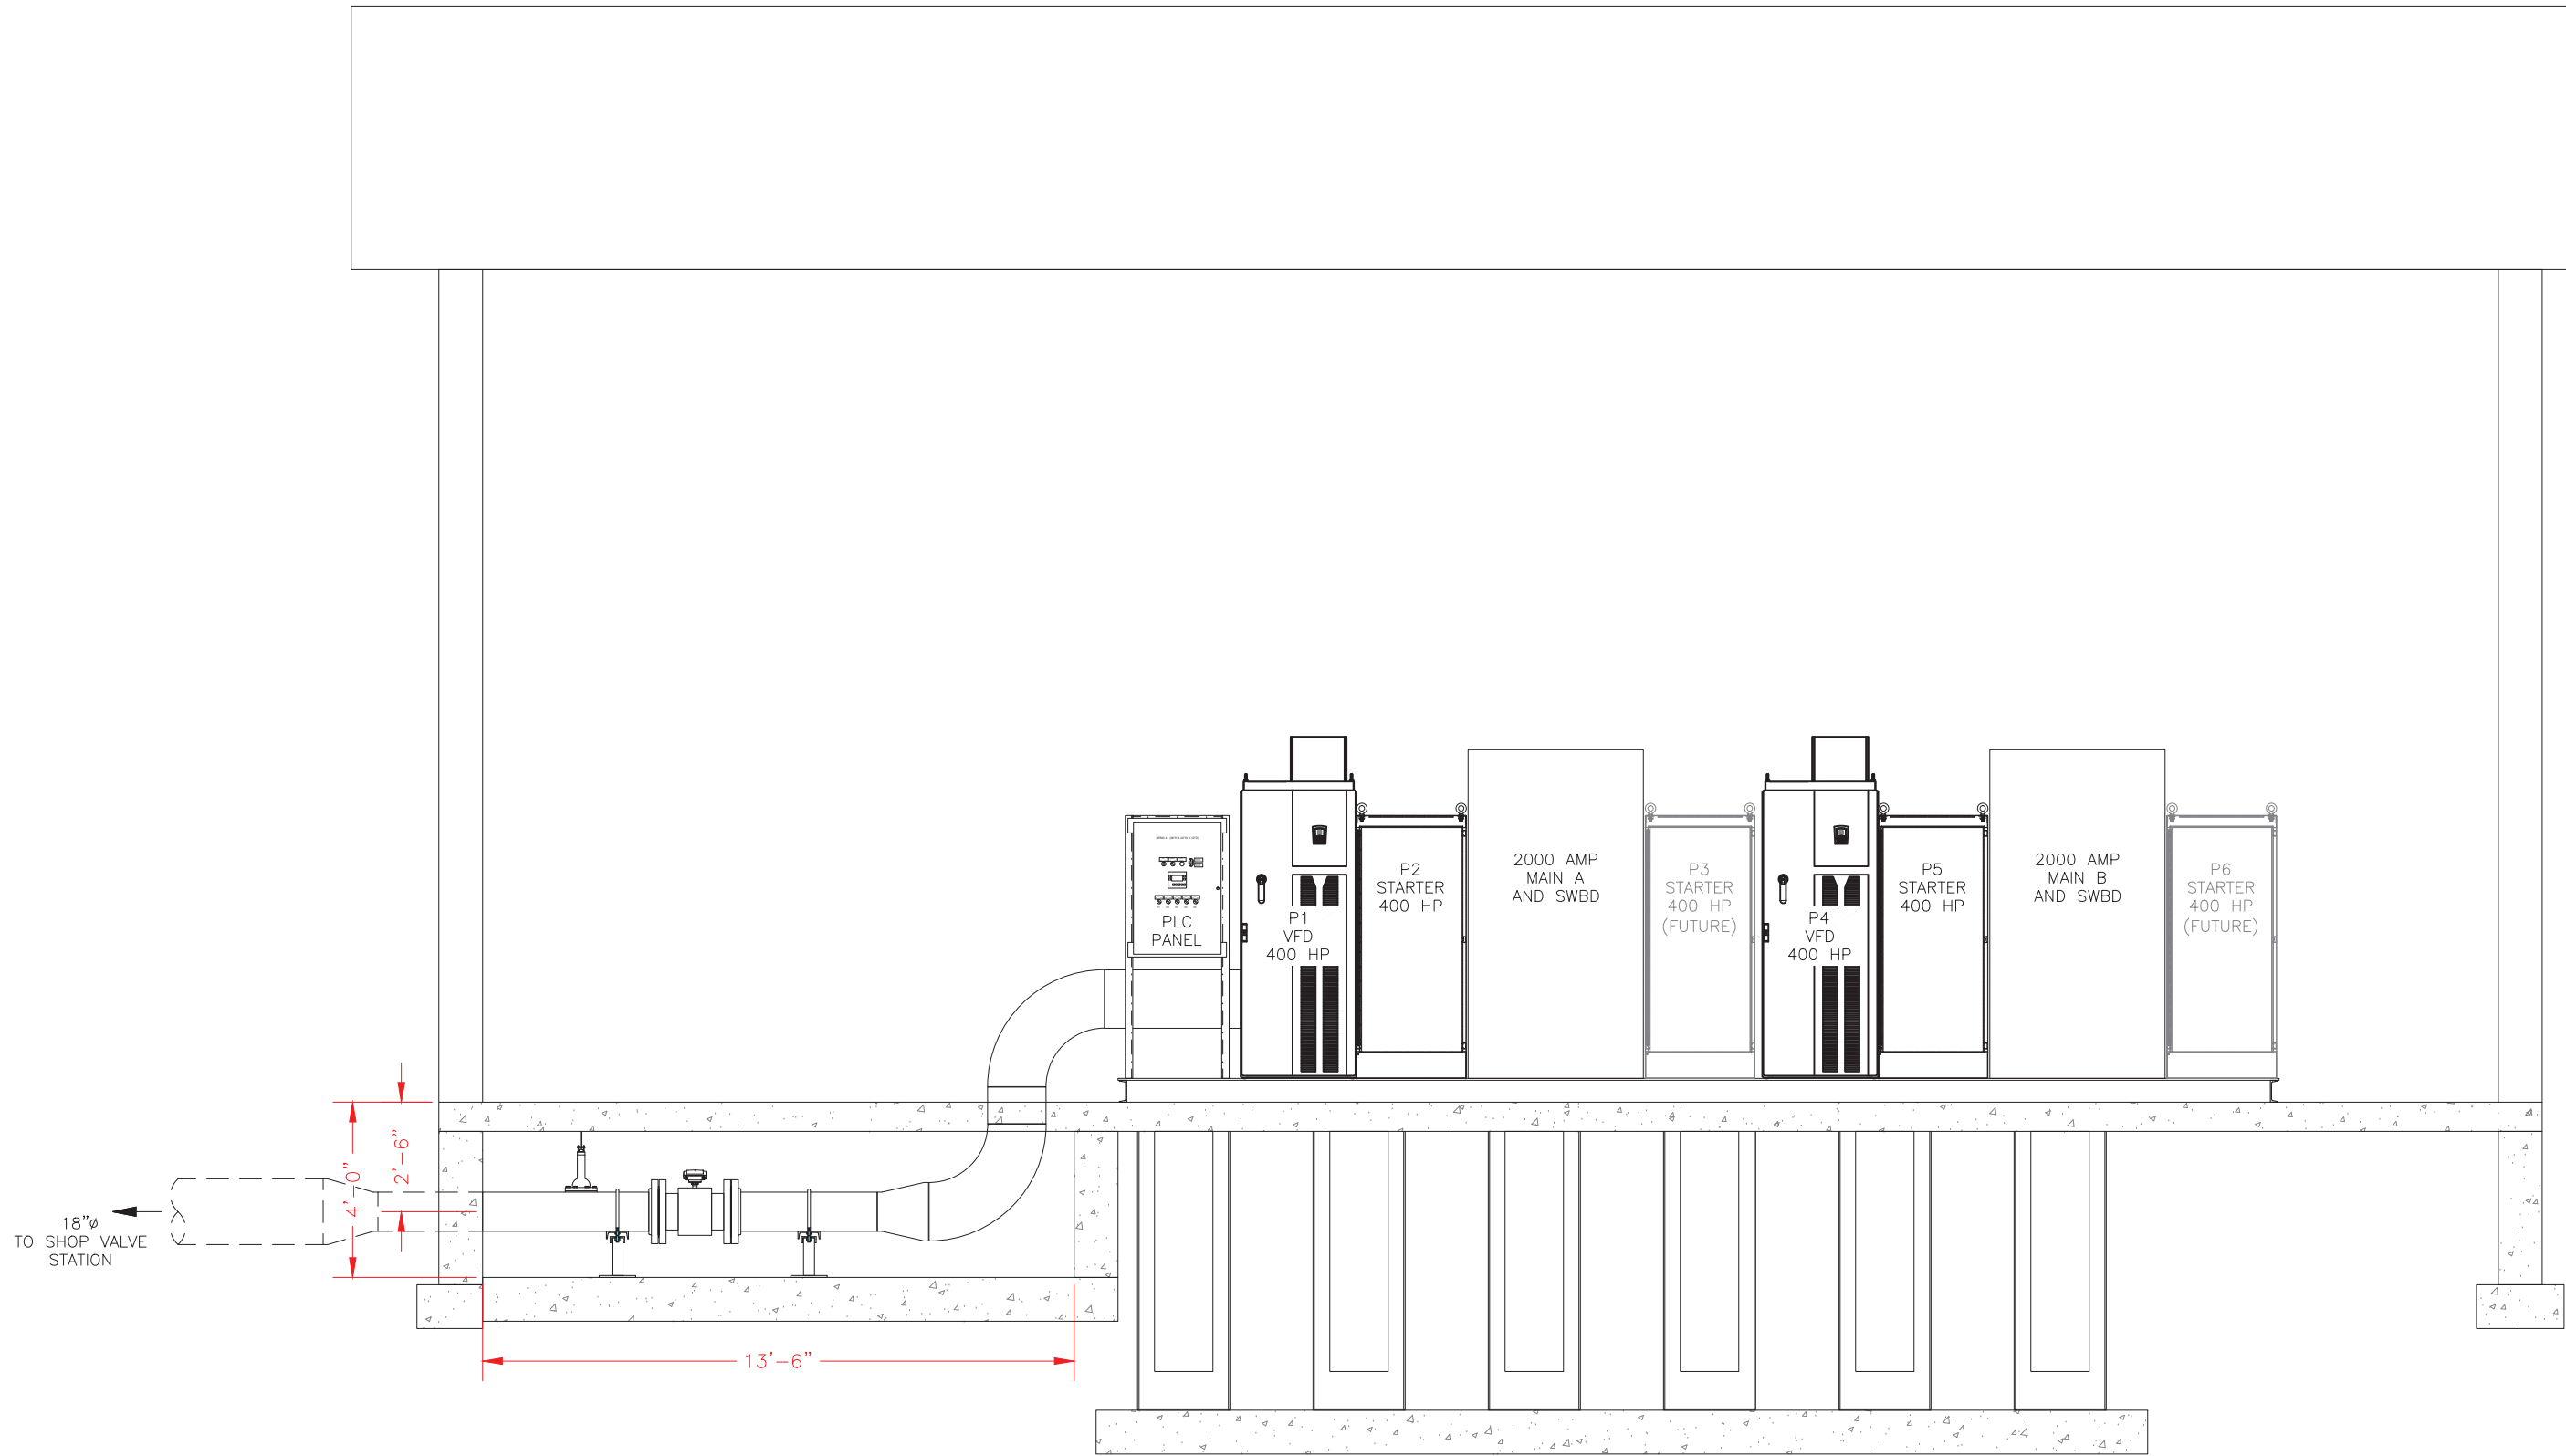 2000 AMP
MAIN A
AND SWBD
2000 AMP
MAIN B
AND SWBD
P2
STARTER
400 HP
P3
STARTER
400 HP
(FUTURE)
P5
STARTER
400 HP
P6
STARTER
400 HP
(FUTURE)
PLC
PANEL
P1
VFD
400 HP
P4
VFD
400 HP
2'-6"
4'-0"
18"ø
TO SHOP VALVE
STATION
13'-6"